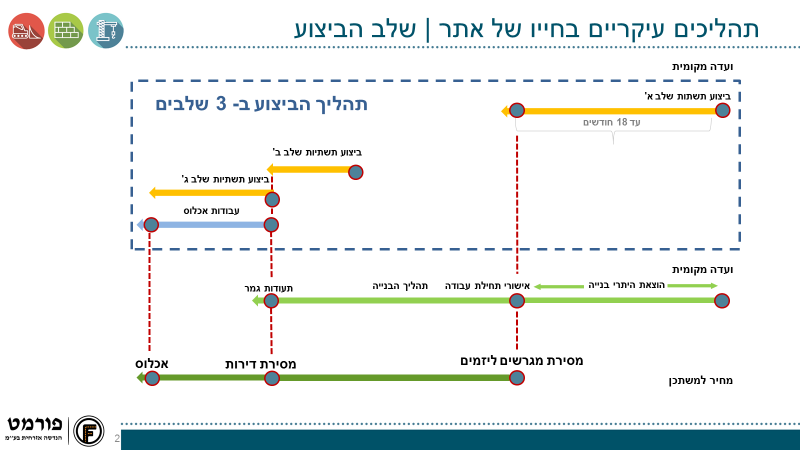 תהליכים עיקריים בחייו של אתר | שלב הביצוע
ועדה מקומית
ביצוע תשתות שלב א'
תהליך הביצוע ב- 3 שלבים
עד 18 חודשים
ביצוע תשתיות שלב ב'
ביצוע תשתיות שלב ג'
עבודות אכלוס
ועדה מקומית
הוצאת היתרי בנייה
אישורי תחילת עבודה
תהליך הבנייה
תעודות גמר
מסירת מגרשים ליזמים
מסירת דירות
אכלוס
מחיר למשתכן
פורמט
הנדסה אזרחית בע"מ
2